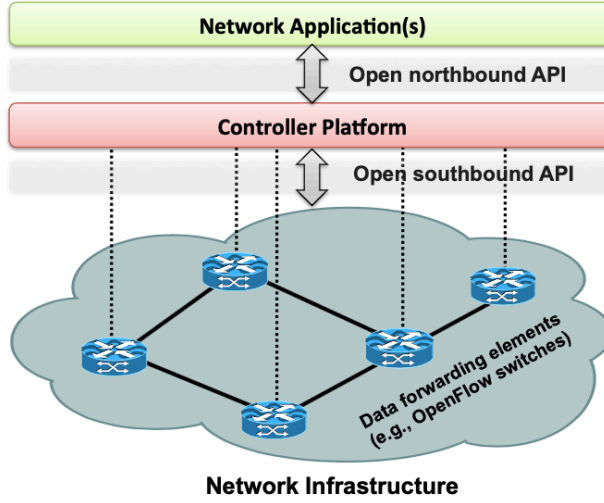 Network Application(s)
Open northbound API
Controller Platform
Open southbound API
Data forwarding elements
(e.g., OpenFlow switches)
Network Infrastructure